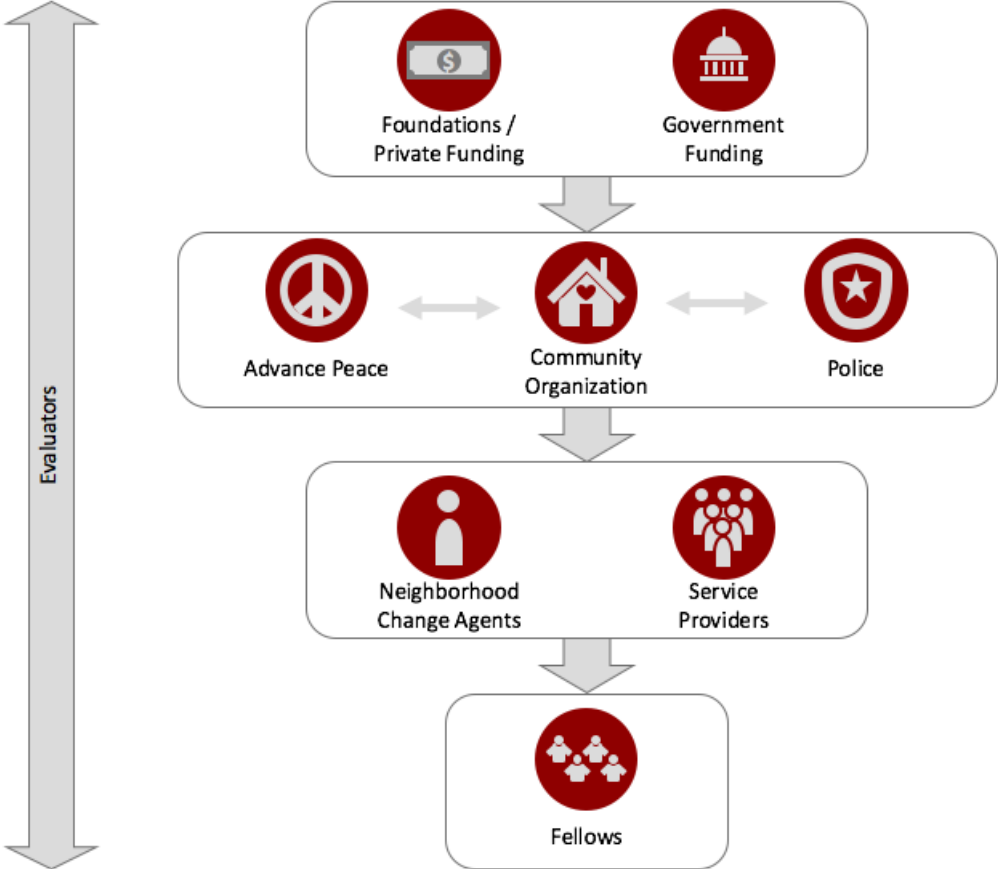 $
Foundations /
Private Funding
Government
Funding
Advance Peace
Community
Organization
Police
Evaluators
Neighborhood
Change Agents
Service
Providers
Fellows